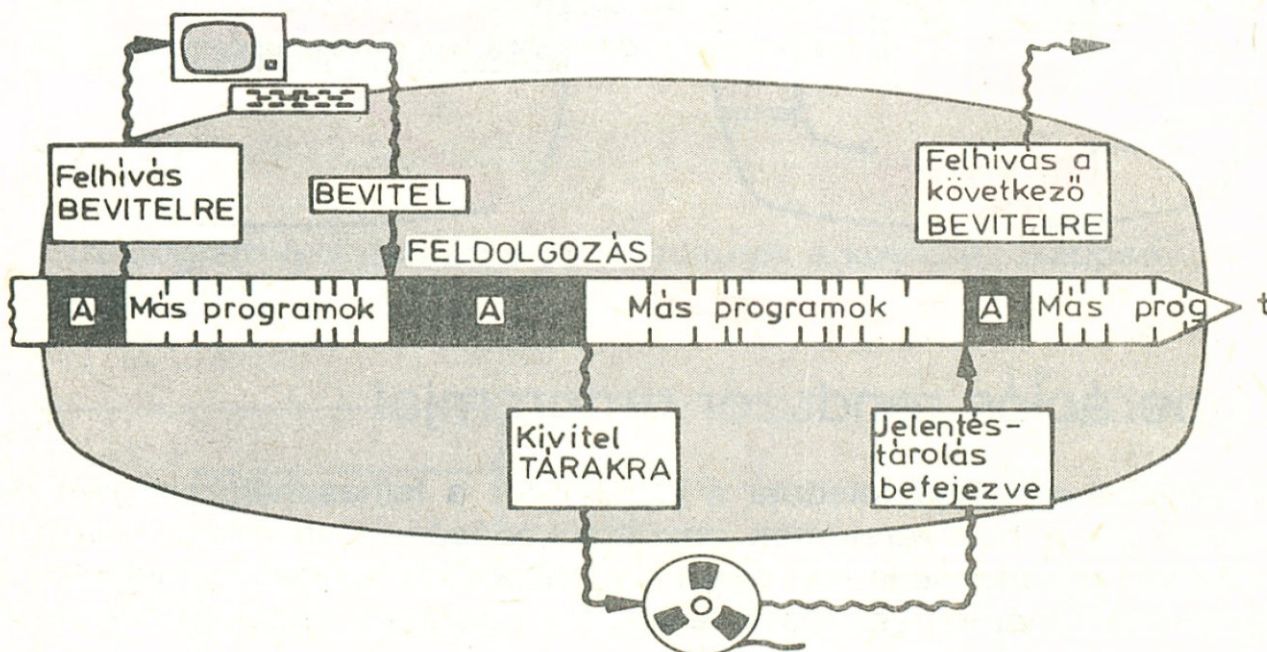 Felhívás
BEVITELRE
BEVITEL
Felhívás a
következő
BEVITELRE
FELDOLGOZÁS
A
Más programok
A
Más programok
A
Más prog
t
Kivitel
TÁRAKRA
Jelentés-
tárolás
befejezve